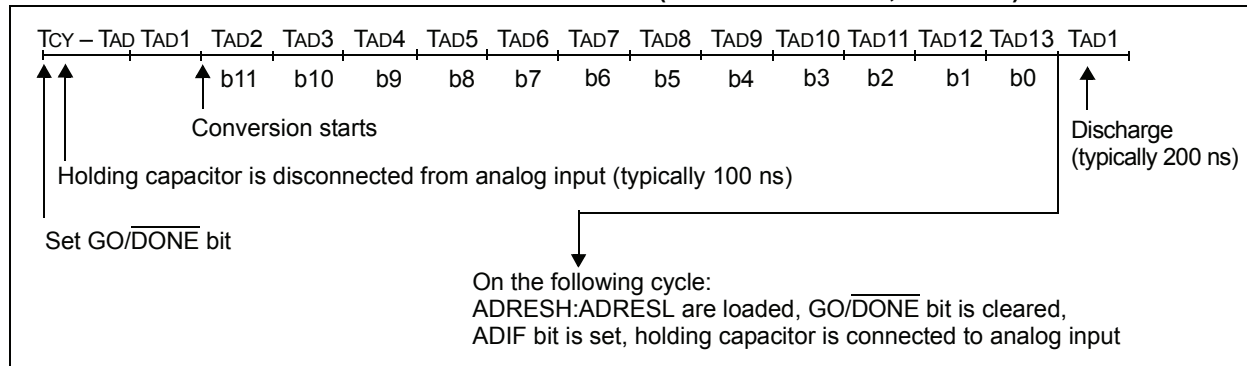 TCY – TAD TAD1 TAD2 TAD3 TAD4 TAD5 TAD6 TAD7 TAD8 TAD9 TAD10 TAD11 TAD12 TAD13 TAD1
b11 b10 b9 b8 b7 b6 b5 b4 b3 b2 b1 b0
Conversion starts
Discharge
(typically 200 ns)
Holding capacitor is disconnected from analog input (typically 100 ns)
Set GO/DONE bit
On the following cycle:
ADRESH:ADRESL are loaded, GO/DONE bit is cleared,
ADIF bit is set, holding capacitor is connected to analog input